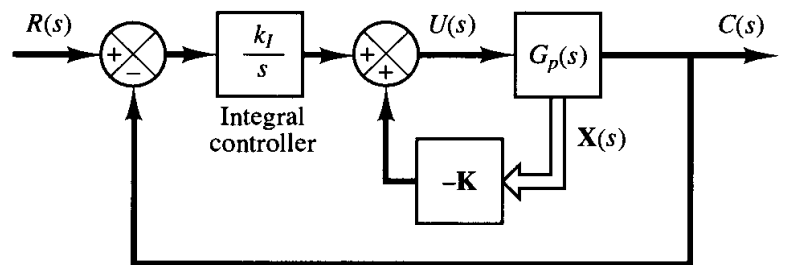 R(s)
U(s)
C(s)
+
−
k_I
s
+
+
G_p(s)
Integral
controller
X(s)
−K